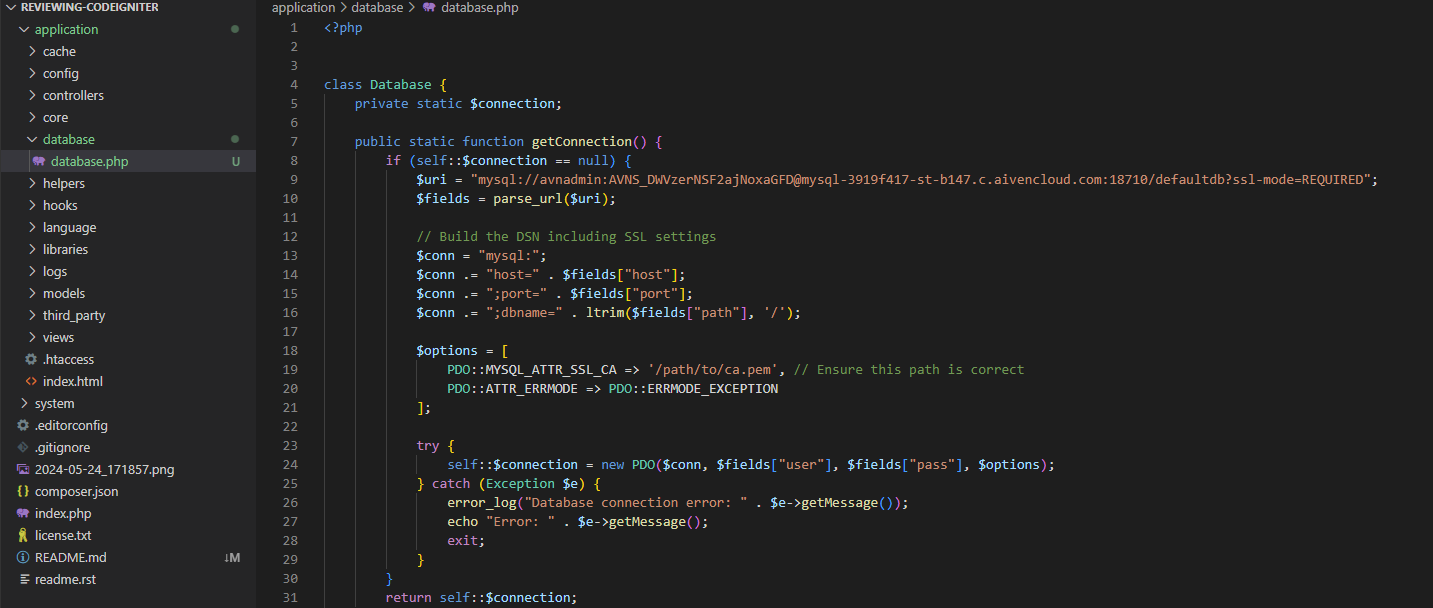 REVIEWING-CODEIGNITER
application
cache
config
controllers
core
database
database.php U
helpers
hooks
language
libraries
logs
models
third_party
views
.htaccess
index.html
system
.editorconfig
.gitignore
2024-05-24_171857.png
composer.json
index.php
license.txt
README.md ↓M
readme.rst
application > database > database.php
1 <?php
2
3
4 class Database {
5     private static $connection;
6
7     public static function getConnection() {
8         if (self::$connection == null) {
9             $uri = "mysql://avnadmin:AVNS_DWVzerNSF2ajNoxaGFD@mysql-3919f417-st-b147.c.aivencloud.com:18710/defaultdb?ssl-mode=REQUIRED";
10             $fields = parse_url($uri);
11
12             // Build the DSN including SSL settings
13             $conn = "mysql:";
14             $conn .= "host=" . $fields["host"];
15             $conn .= ";port=" . $fields["port"];
16             $conn .= ";dbname=" . ltrim($fields["path"], '/');
17
18             $options = [
19                 PDO::MYSQL_ATTR_SSL_CA => '/path/to/ca.pem', // Ensure this path is correct
20                 PDO::ATTR_ERRMODE => PDO::ERRMODE_EXCEPTION
21             ];
22
23             try {
24                 self::$connection = new PDO($conn, $fields["user"], $fields["pass"], $options);
25             } catch (Exception $e) {
26                 error_log("Database connection error: " . $e->getMessage());
27                 echo "Error: " . $e->getMessage();
28                 exit;
29             }
30         }
31         return self::$connection;